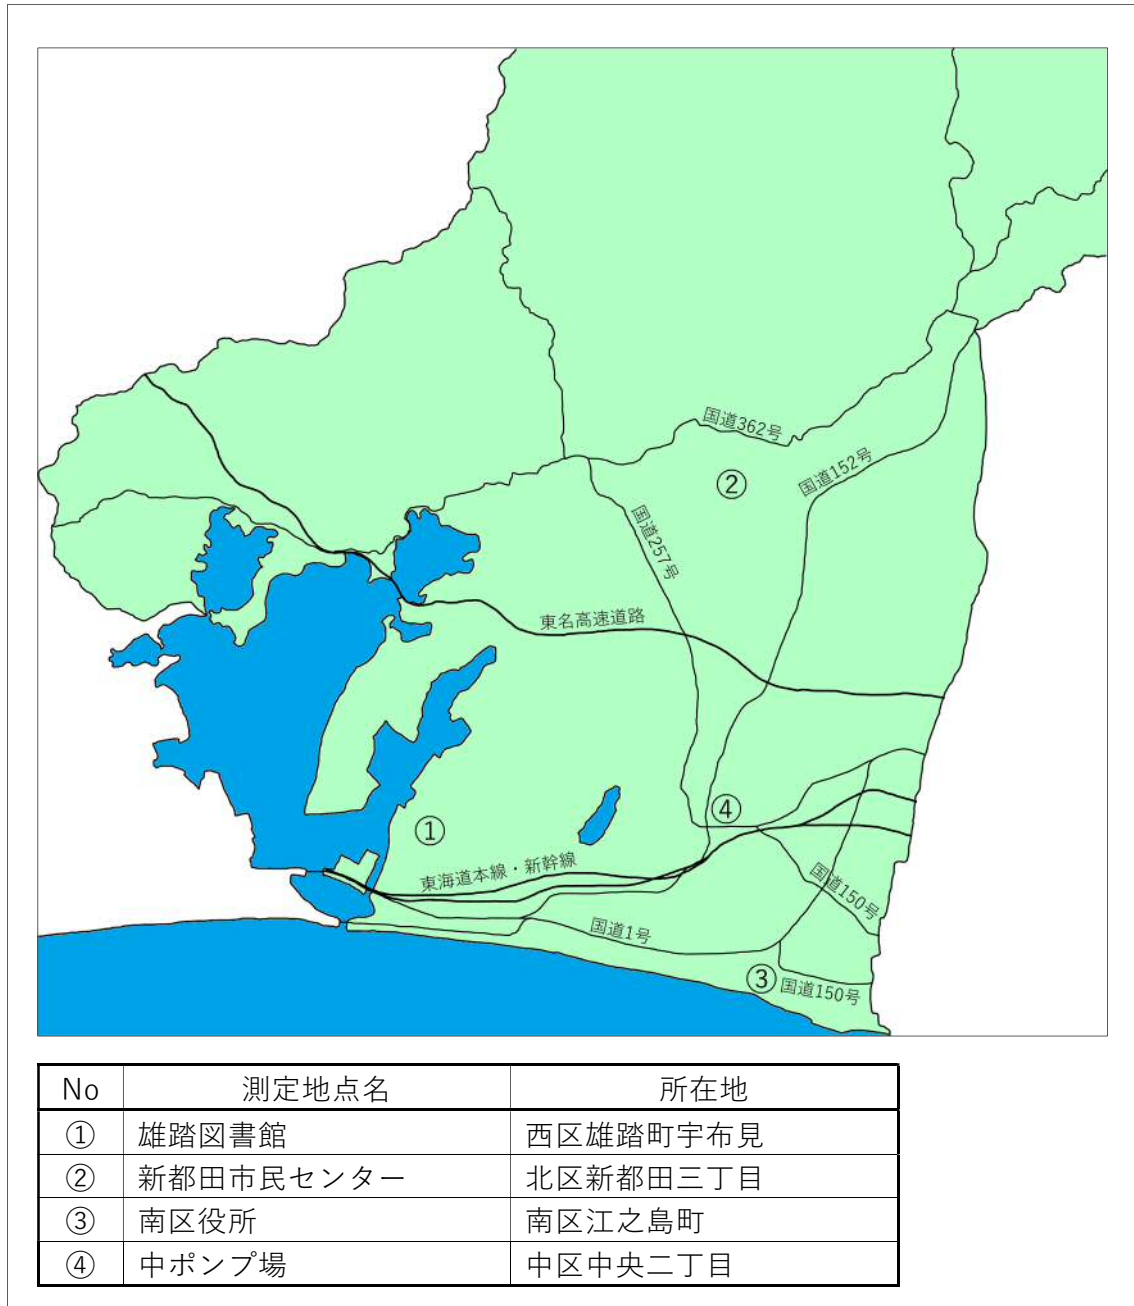 国道362号
②
国道152号
国道257号
東名高速道路
④
①
東海道本線・新幹線
国道150号
国道1号
③
国道150号
No 測定地点名 所在地
① 雄踏図書館 西区雄踏町宇布見
② 新都田市民センター 北区新都田三丁目
③ 南区役所 南区江之島町
④ 中ポンプ場 中区中央二丁目